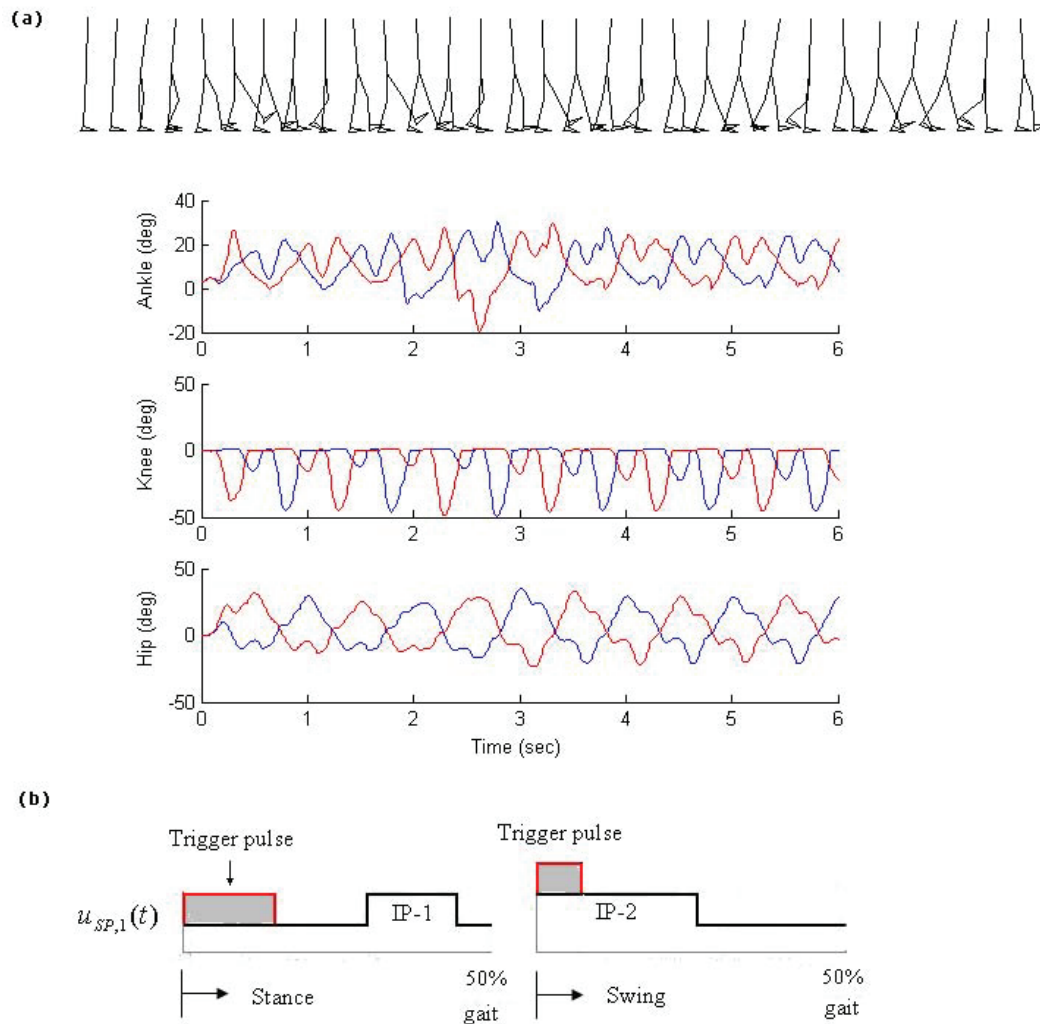 (a)
40
20
0
-20
Ankle (deg)
0 1 2 3 4 5 6
50
0
-50
Knee (deg)
0 1 2 3 4 5 6
50
0
-50
Hip (deg)
0 1 2 3 4 5 6
Time (sec)
(b)
Trigger pulse
Trigger pulse
u_{SP,1}(t)
IP-1
IP-2
Stance
50%
gait
Swing
50%
gait